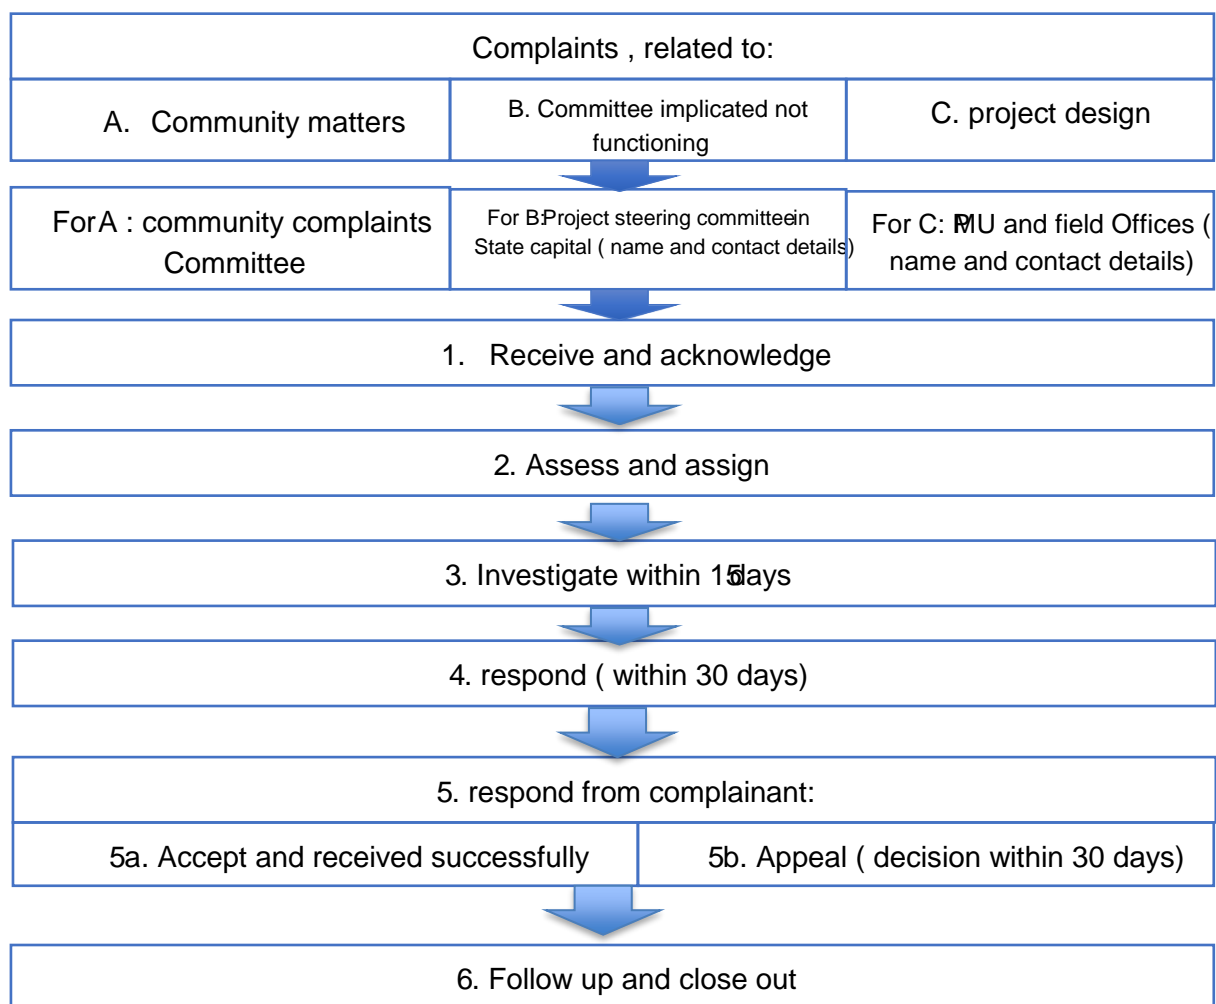 Complaints , related to:
A. Community matters
B. Committee implicated not
functioning
C. project design
For A : community complaints
Committee
For B: Project steering committee in
State capital ( name and contact details)
For C: PMU and field Offices (
name and contact details)
1. Receive and acknowledge
2. Assess and assign
3. Investigate within 15 days
4. respond ( within 30 days)
5. respond from complainant:
5a. Accept and received successfully
5b. Appeal ( decision within 30 days)
6. Follow up and close out